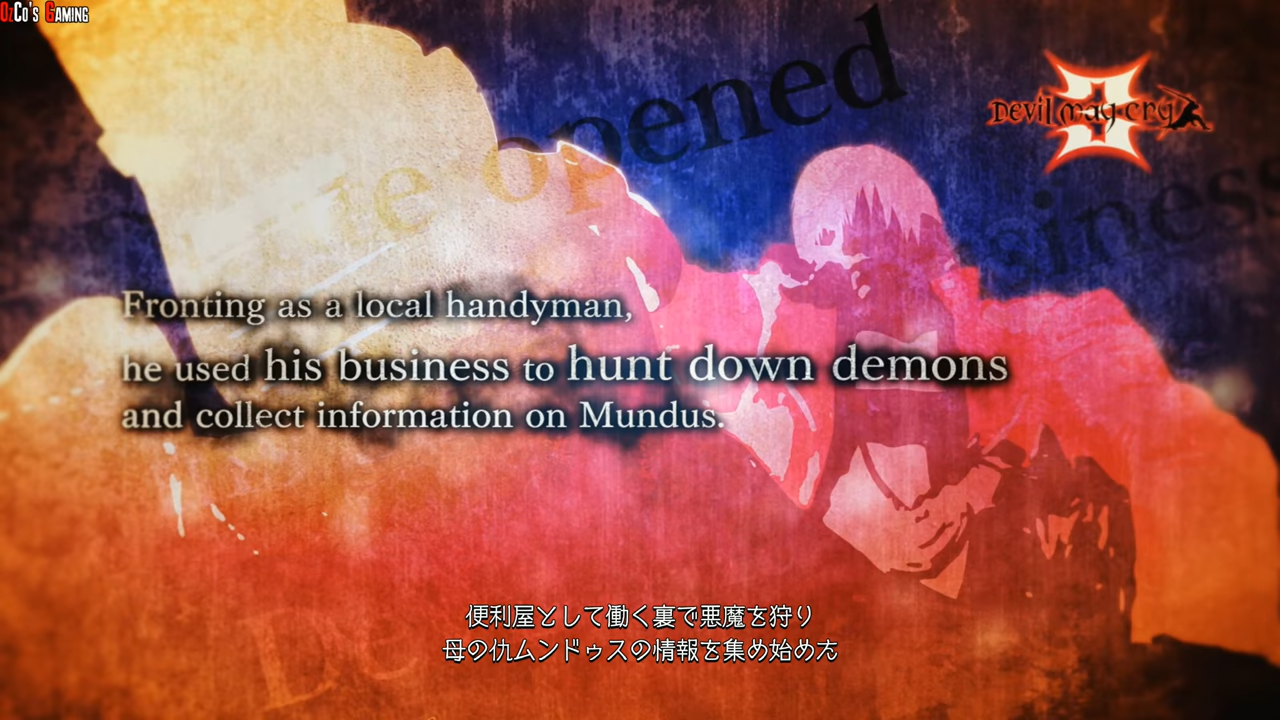 OzCo's Gaming
opened
Devil may cry
3
siness
Fronting as a local handyman,
he used his business to hunt down demons
and collect information on Mundus.
便利屋として働く裏で悪魔を狩り
母の仇ムンドゥスの情報を集め始めた